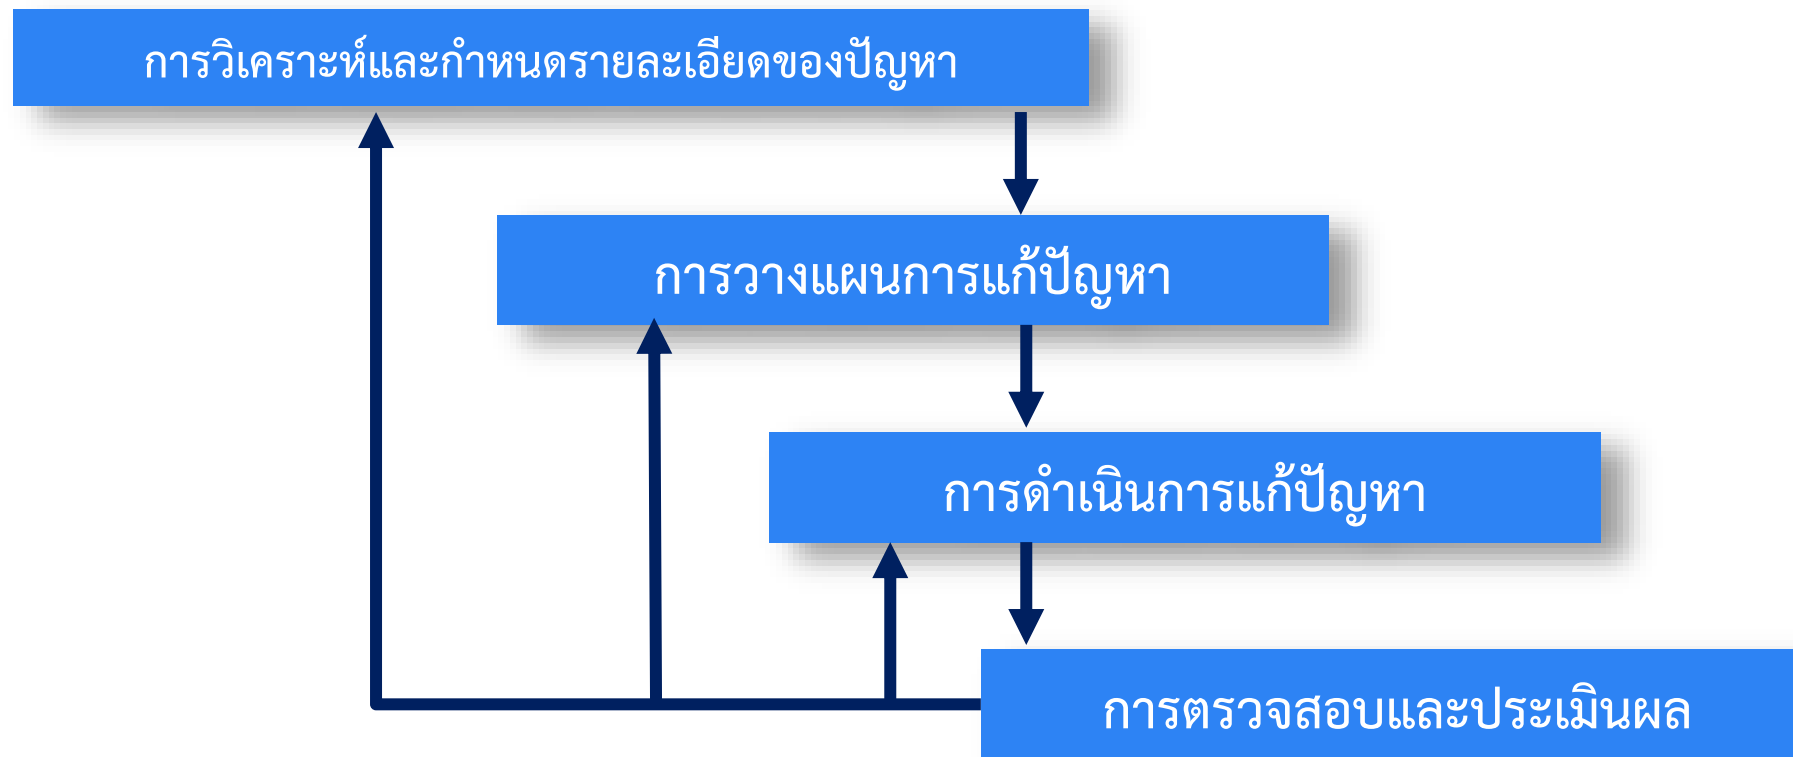 การวิเคราะห์และกำหนดรายละเอียดของปัญหา
การวางแผนการแก้ปัญหา
การดำเนินการแก้ปัญหา
การตรวจสอบและประเมินผล